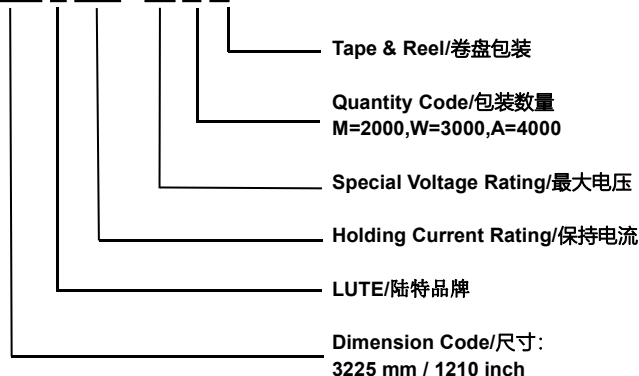 Tape & Reel/卷盘包装
Quantity Code/包装数量
M=2000,W=3000,A=4000
Special Voltage Rating/最大电压
Holding Current Rating/保持电流
LUTE/陆特品牌
Dimension Code/尺寸：
3225 mm / 1210 inch